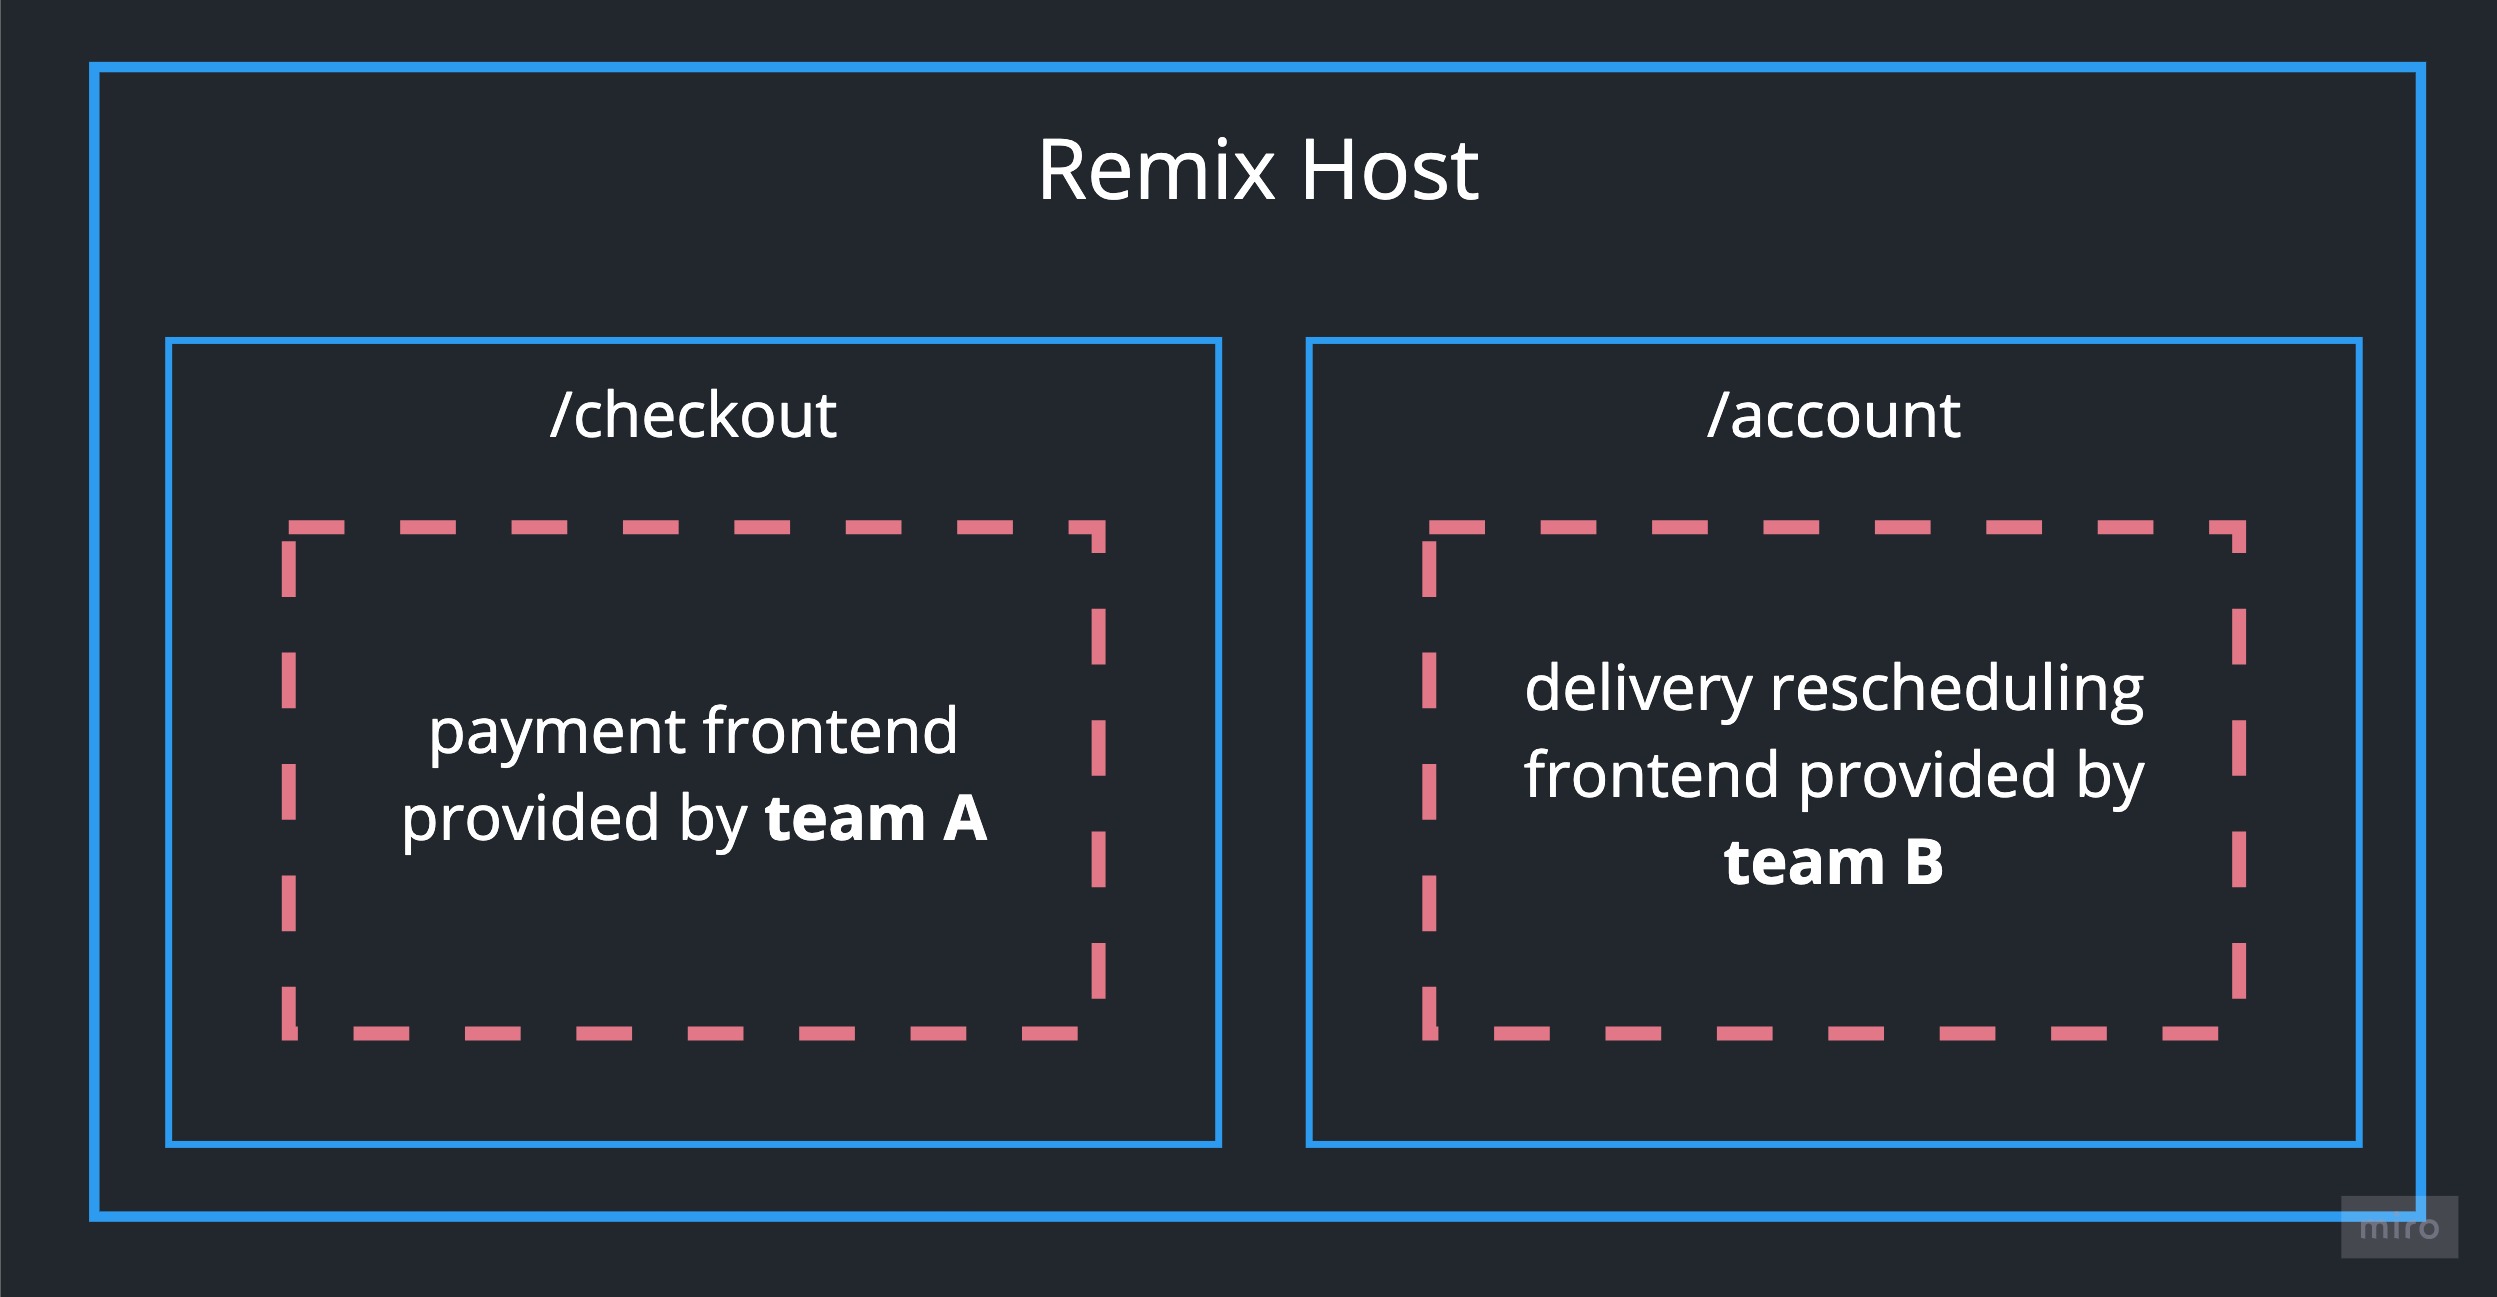 Remix Host
/checkout
payment frontend
provided by team A
/account
delivery rescheduling
frontend provided by
team B
miro